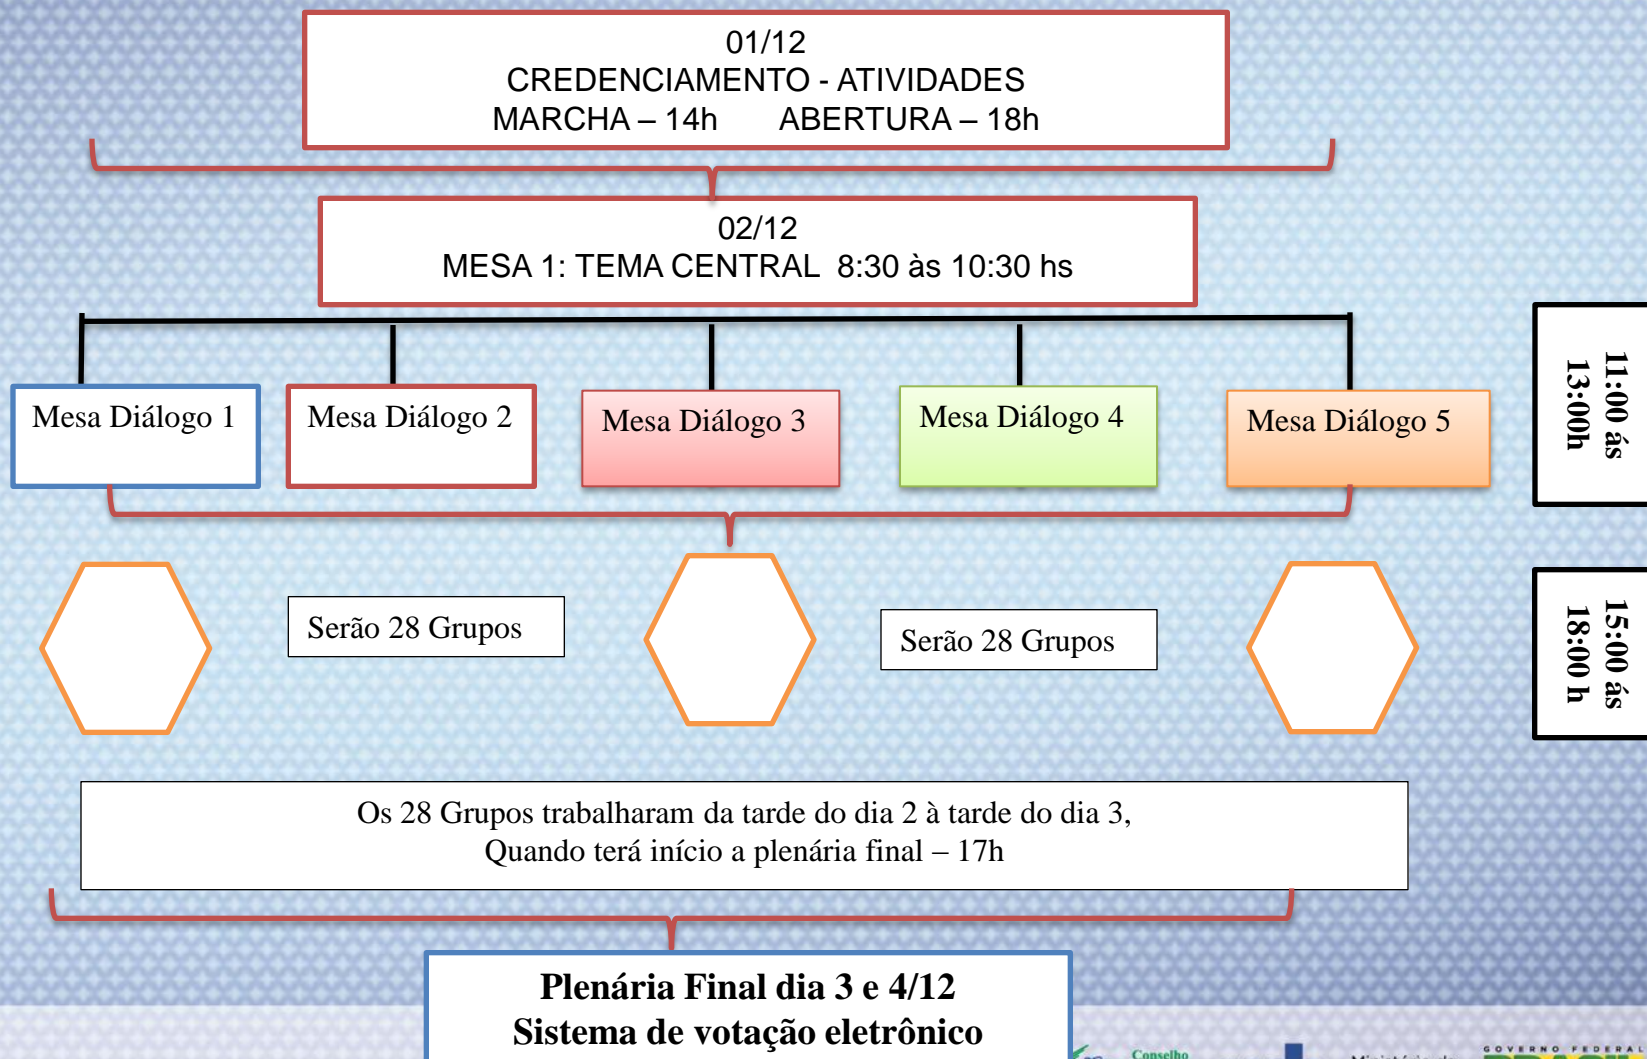 01/12
CREDENCIAMENTO - ATIVIDADES
MARCHA – 14h ABERTURA – 18h
02/12
MESA 1: TEMA CENTRAL 8:30 às 10:30 hs
11:00 ás
13:00h
Mesa Diálogo 1
Mesa Diálogo 2
Mesa Diálogo 3
Mesa Diálogo 4
Mesa Diálogo 5
15:00 ás
18:00 h
Serão 28 Grupos
Serão 28 Grupos
Os 28 Grupos trabalharam da tarde do dia 2 à tarde do dia 3,
Quando terá início a plenária final – 17h
Plenária Final dia 3 e 4/12
Sistema de votação eletrônico
Conselho
GOVERNO FEDERAL